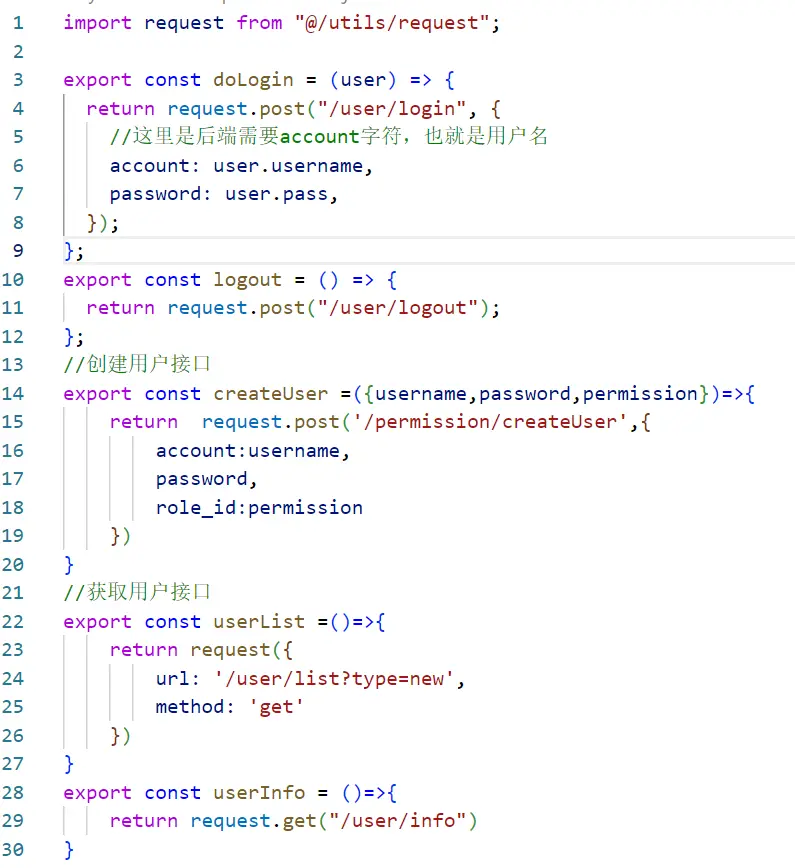 1 import request from "@/utils/request";
2
3 export const doLogin = (user) => {
4   return request.post("/user/login", {
5     //这里是后端需要account字符，也就是用户名
6     account: user.username,
7     password: user.pass,
8   });
9 };
10 export const logout = () => {
11   return request.post("/user/logout");
12 };
13 //创建用户接口
14 export const createUser =({username,password,permission})=>{
15     return  request.post('/permission/createUser',{
16         account:username,
17         password,
18         role_id:permission
19     })
20 }
21 //获取用户接口
22 export const userList =()=>{
23     return request({
24         url: '/user/list?type=new',
25         method: 'get'
26     })
27 }
28 export const userInfo = ()=>{
29     return request.get("/user/info")
30 }